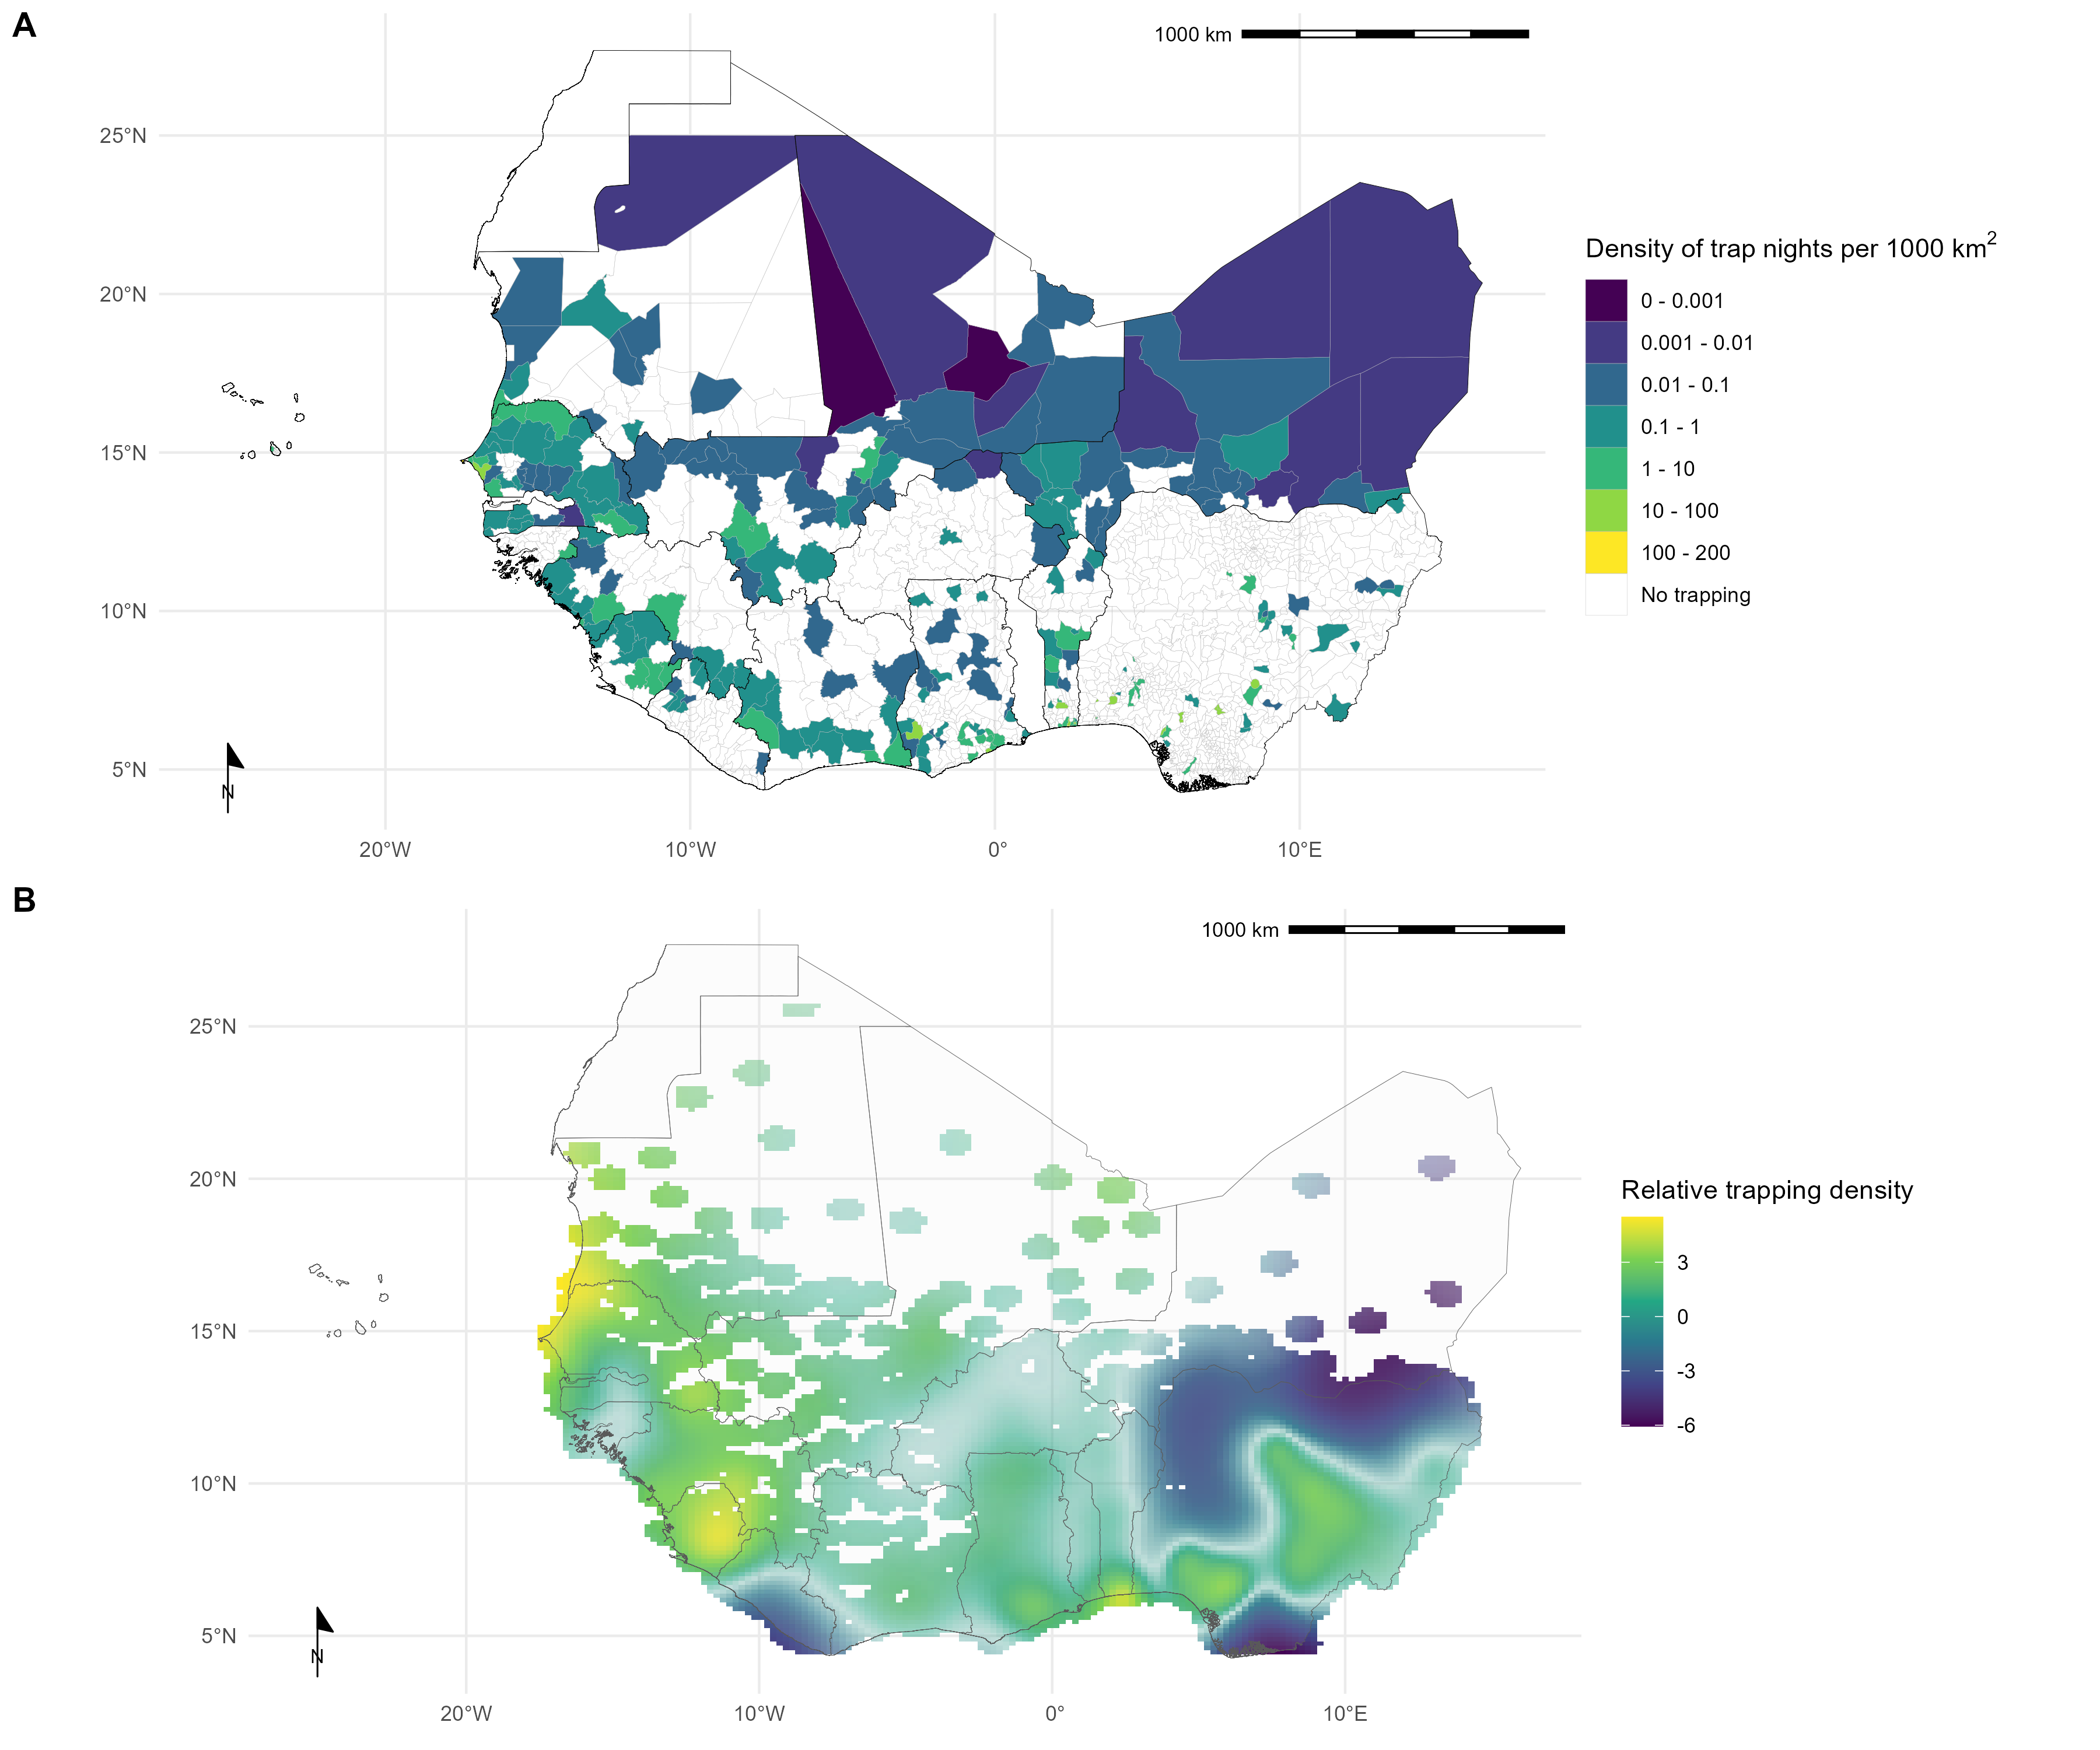 A
1000 km
25°N
20°N
15°N
10°N
5°N
N
20°W
10°W
0°
10°E
Density of trap nights per 1000 km²
0 - 0.001
0.001 - 0.01
0.01 - 0.1
0.1 - 1
1 - 10
10 - 100
100 - 200
No trapping
B
1000 km
25°N
20°N
15°N
10°N
5°N
N
20°W
10°W
0°
10°E
Relative trapping density
3
0
-3
-6